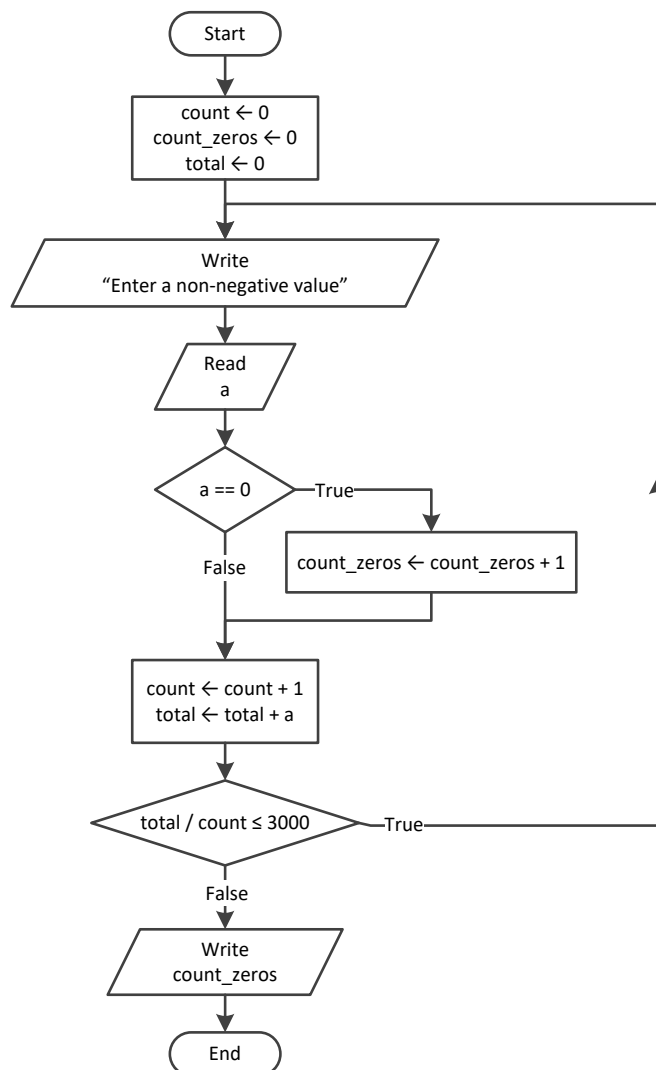 Start
count ← 0
count_zeros ← 0
total ← 0
Write
“Enter a non-negative value”
Read
a
a == 0
True
count_zeros ← count_zeros + 1
False
count ← count + 1
total ← total + a
total / count ≤ 3000
True
False
Write
count_zeros
End